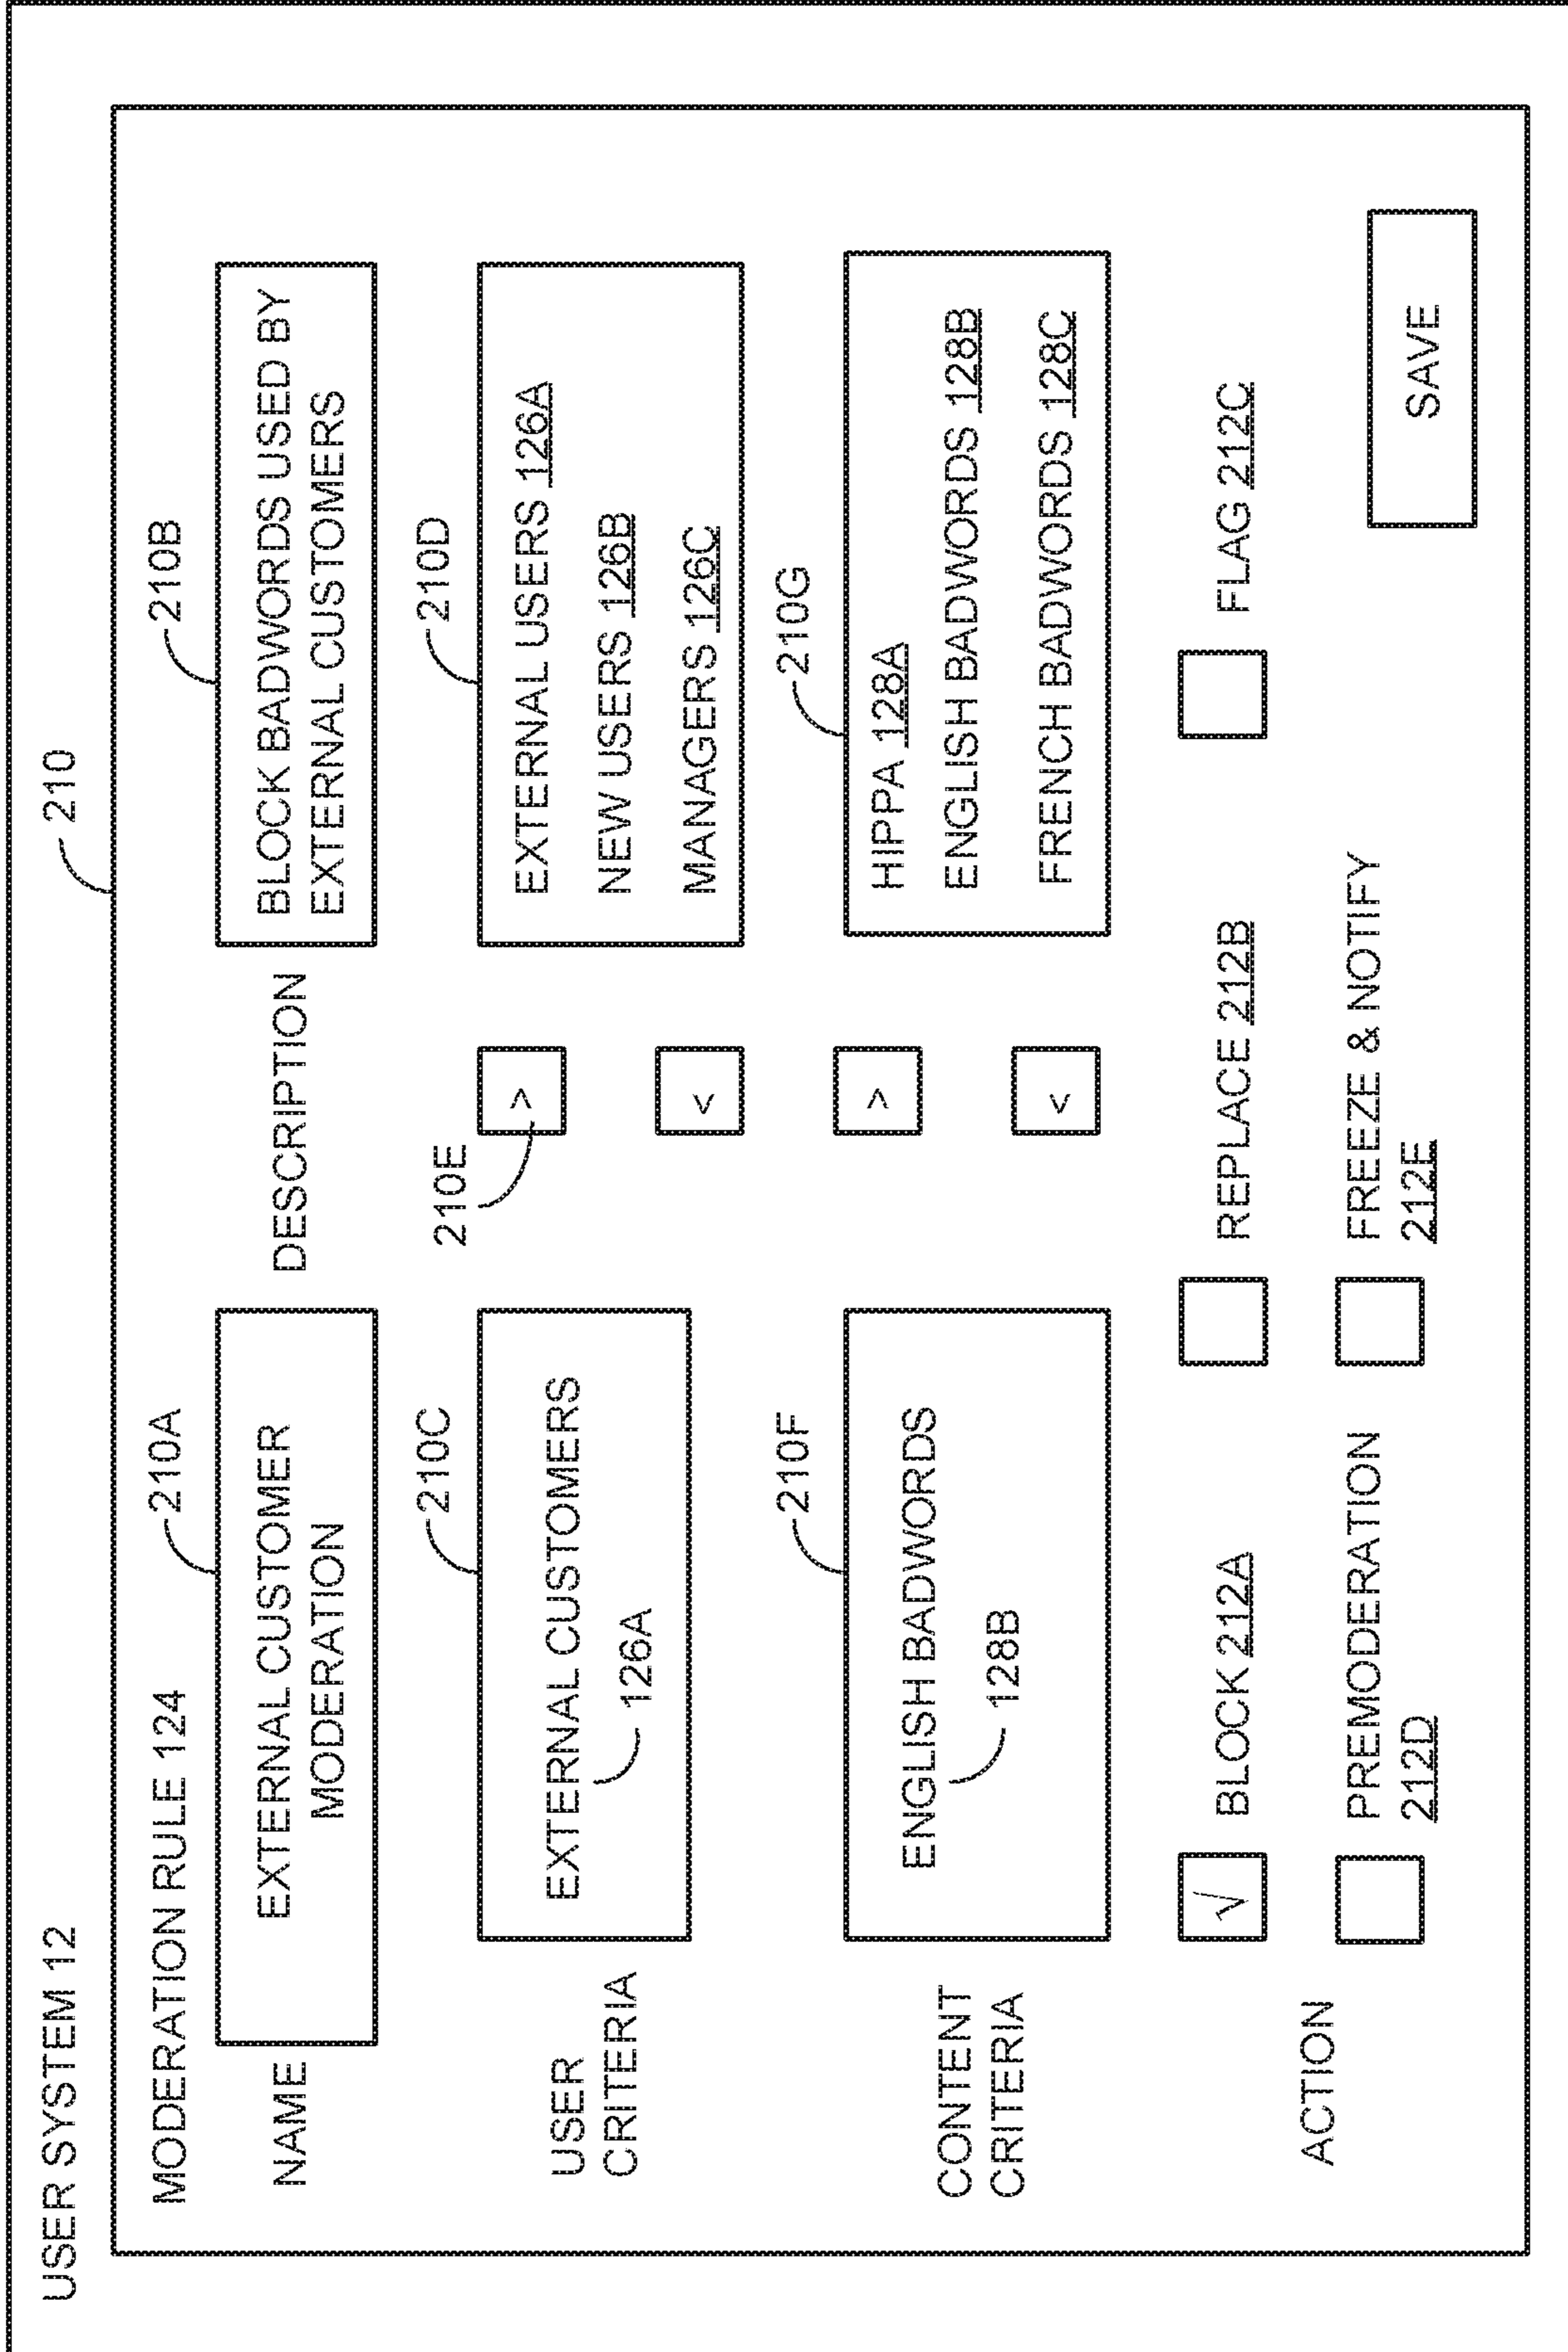 USER SYSTEM 12
210
MODERATION RULE 124
210A
210B
NAME
EXTERNAL CUSTOMER
MODERATION
DESCRIPTION
BLOCK BADWORDS USED BY
EXTERNAL CUSTOMERS
210C
210E
210D
USER
CRITERIA
EXTERNAL CUSTOMERS
126A
>
<
EXTERNAL USERS 126A
NEW USERS 126B
MANAGERS 126C
210F
210G
CONTENT
CRITERIA
ENGLISH BADWORDS
128B
>
<
HIPPA 128A
ENGLISH BADWORDS 128B
FRENCH BADWORDS 128C
ACTION
√
BLOCK 212A
REPLACE 212B
FLAG 212C
PREMODERATION
212D
FREEZE & NOTIFY
212E
SAVE